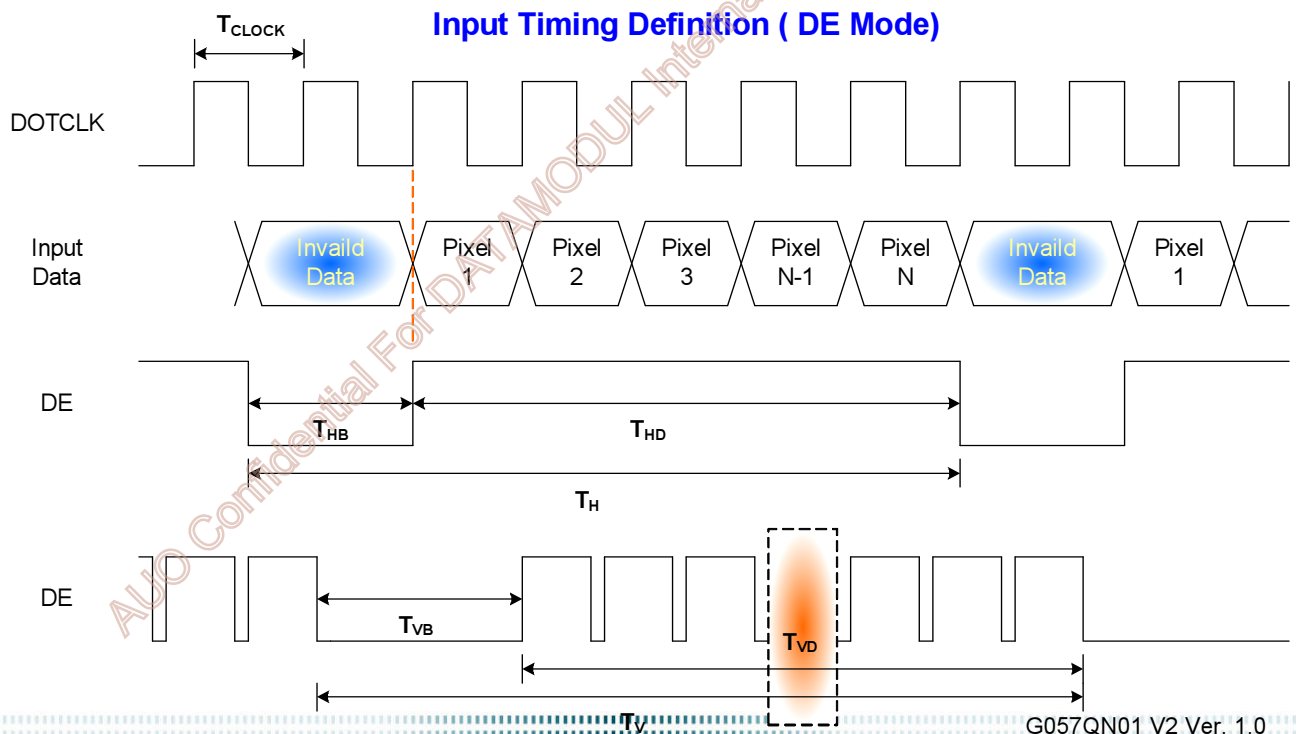 Input Timing Definition ( DE Mode)
TCLOCK
DOTCLK
Input
Data
Invaild
Data
Pixel
1
Pixel
2
Pixel
3
Pixel
N-1
Pixel
N
Invaild
Data
Pixel
1
DE
THB
THD
TH
DE
TVB
TVD
TV
AUO Confidential For DATAMODUL Interna
G057QN01 V2 Ver. 1.0